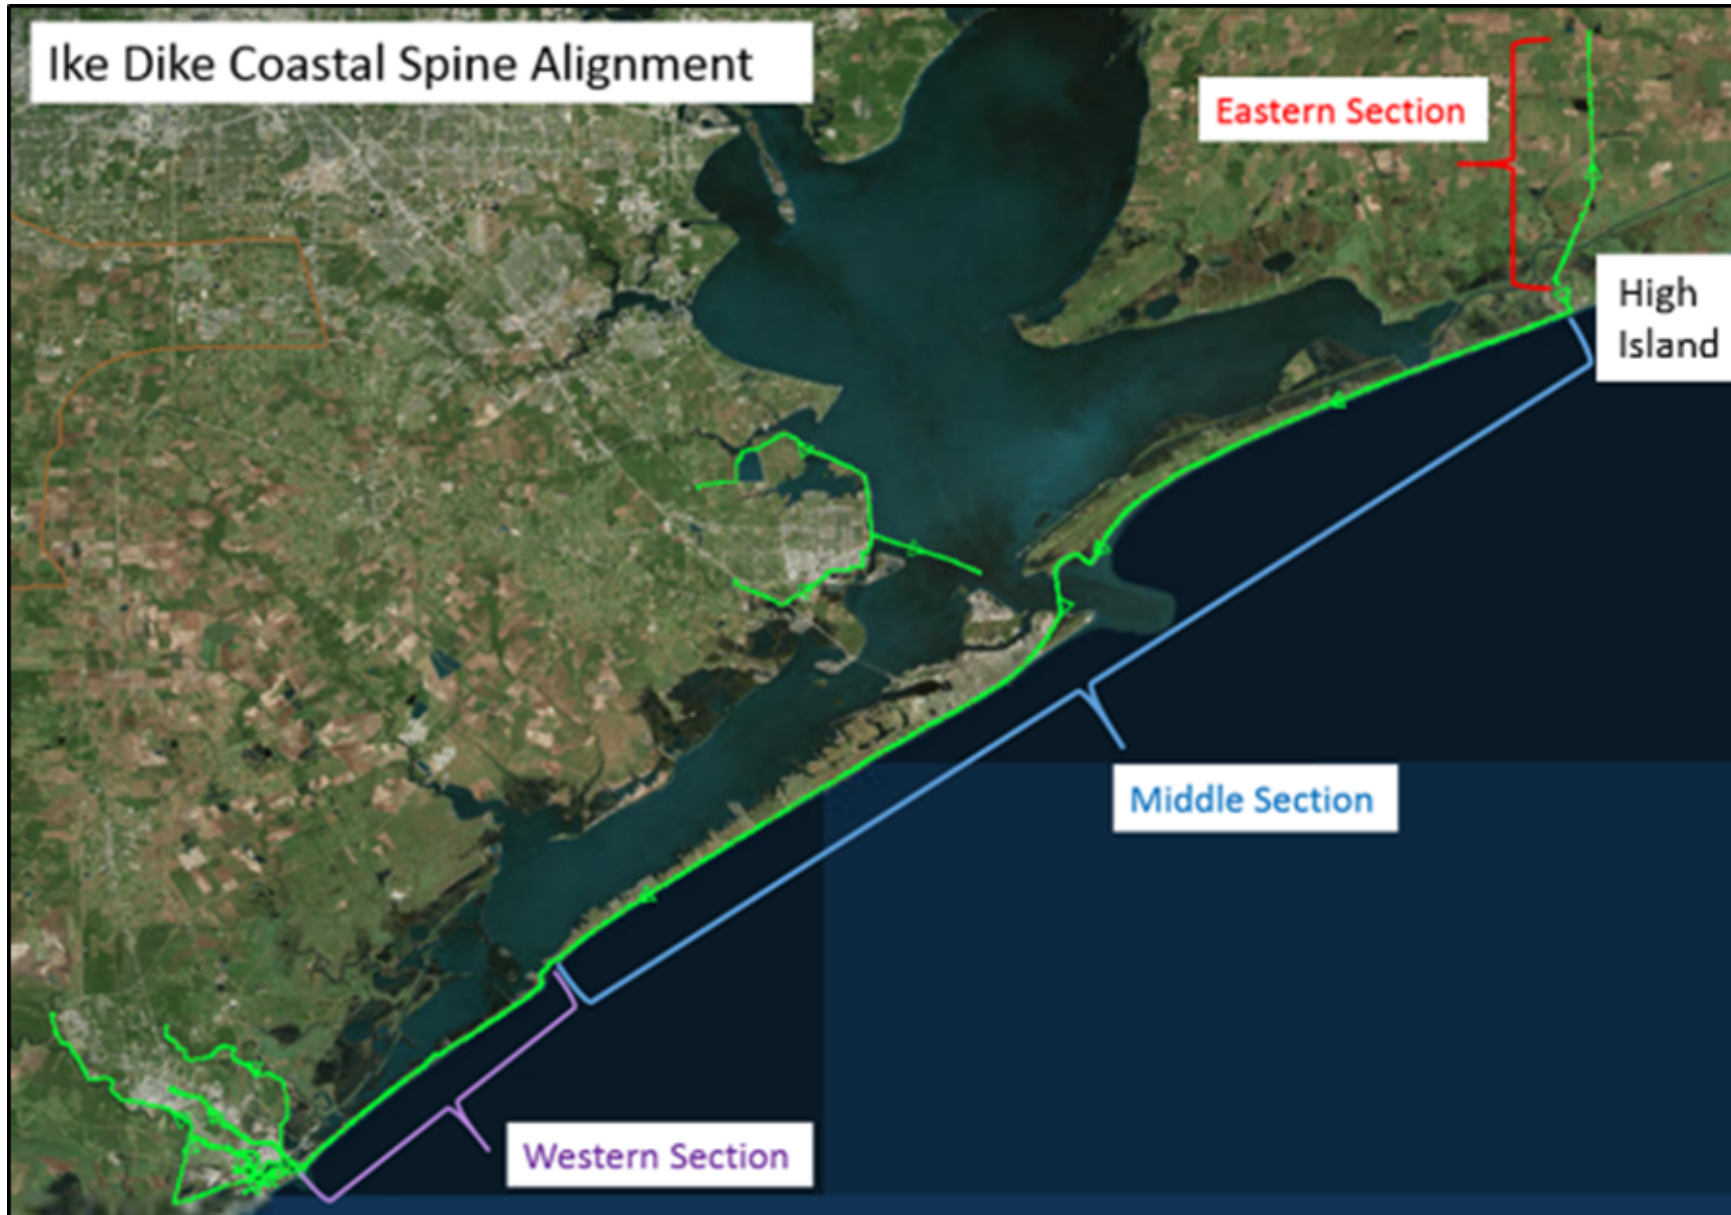 Ike Dike Coastal Spine Alignment
Eastern Section
High
Island
Middle Section
Western Section